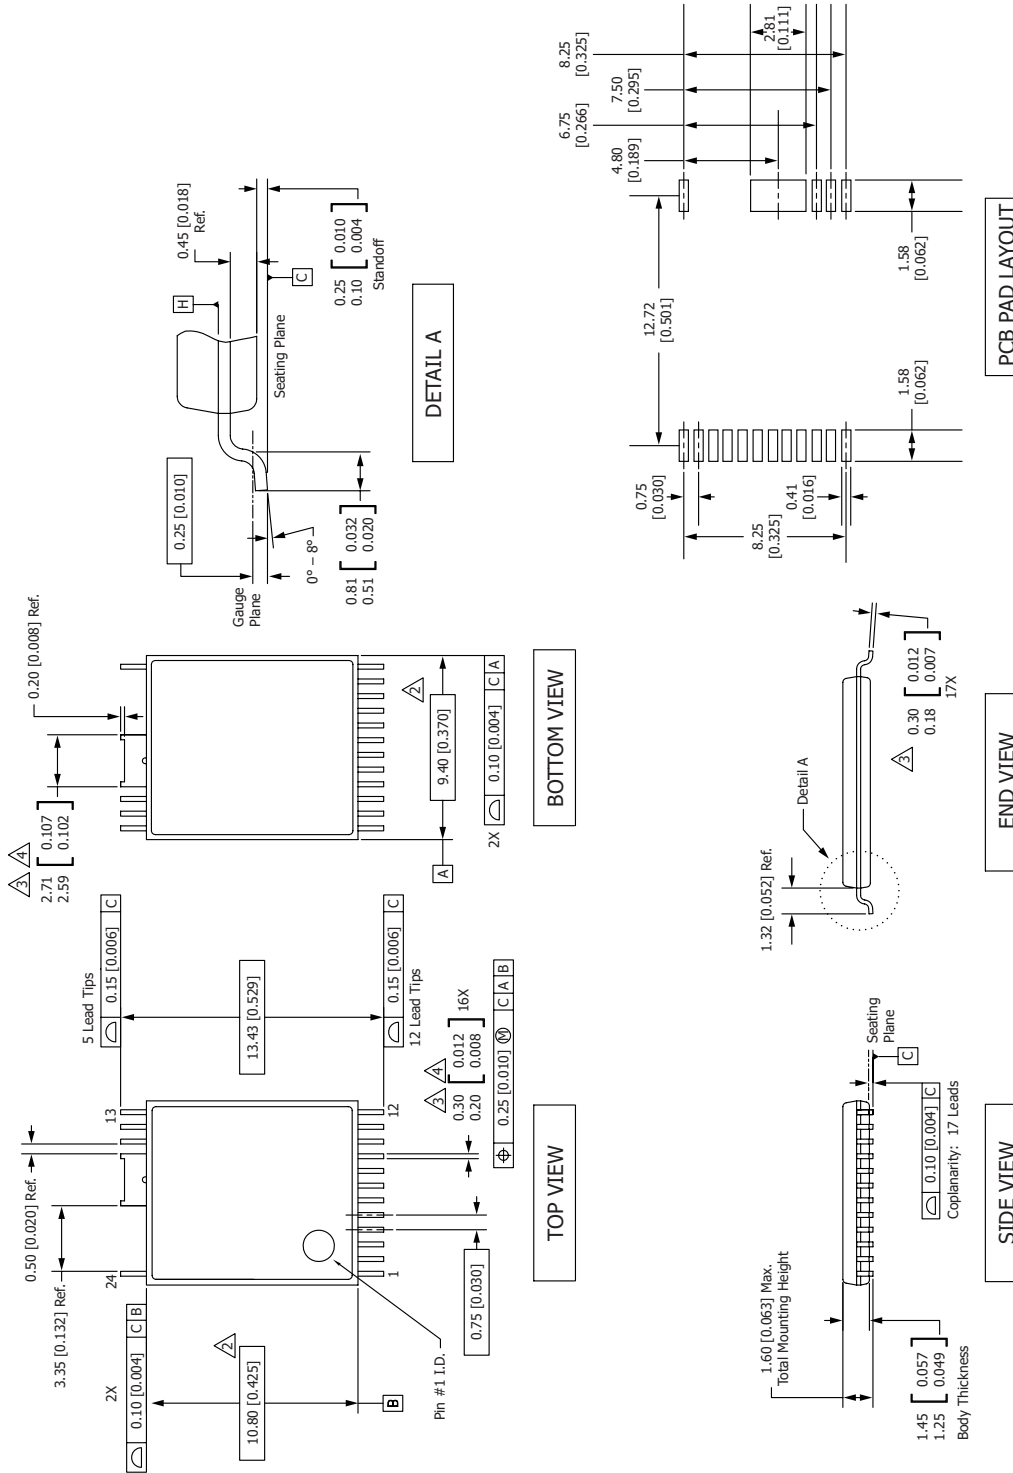 2X
0.10 [0.004] C B
3.35 [0.132] Ref.
0.50 [0.020] Ref.
24
13
5 Lead Tips
0.15 [0.006] C
2
10.80 [0.425]
13.43 [0.529]
B
Pin #1 I.D.
1
12
0.15 [0.006] C
12 Lead Tips
0.75 [0.030]
3 4
0.30 [0.012] 16X
0.20 [0.008]
0.25 [0.010] M C A B
TOP VIEW
3 4
2.71 [0.107]
2.59 [0.102]
0.20 [0.008] Ref.
A
2
9.40 [0.370]
2X
0.10 [0.004] C A
BOTTOM VIEW
Gauge
Plane
0.25 [0.010]
H
0.45 [0.018]
Ref.
0° – 8°
Seating Plane
C
0.81 [0.032]
0.51 [0.020]
0.25 [0.010]
0.10 [0.004]
Standoff
DETAIL A
1.60 [0.063] Max.
Total Mounting Height
Seating
Plane
C
1.45 [0.057]
1.25 [0.049]
Body Thickness
0.10 [0.004] C
Coplanarity: 17 Leads
SIDE VIEW
1.32 [0.052] Ref.
Detail A
3
0.30 [0.012]
0.18 [0.007]
17X
END VIEW
0.75
[0.030]
8.25
[0.325]
0.41
[0.016]
12.72
[0.501]
4.80
[0.189]
6.75
[0.266]
7.50
[0.295]
8.25
[0.325]
2.81
[0.111]
1.58
[0.062]
1.58
[0.062]
PCB PAD LAYOUT